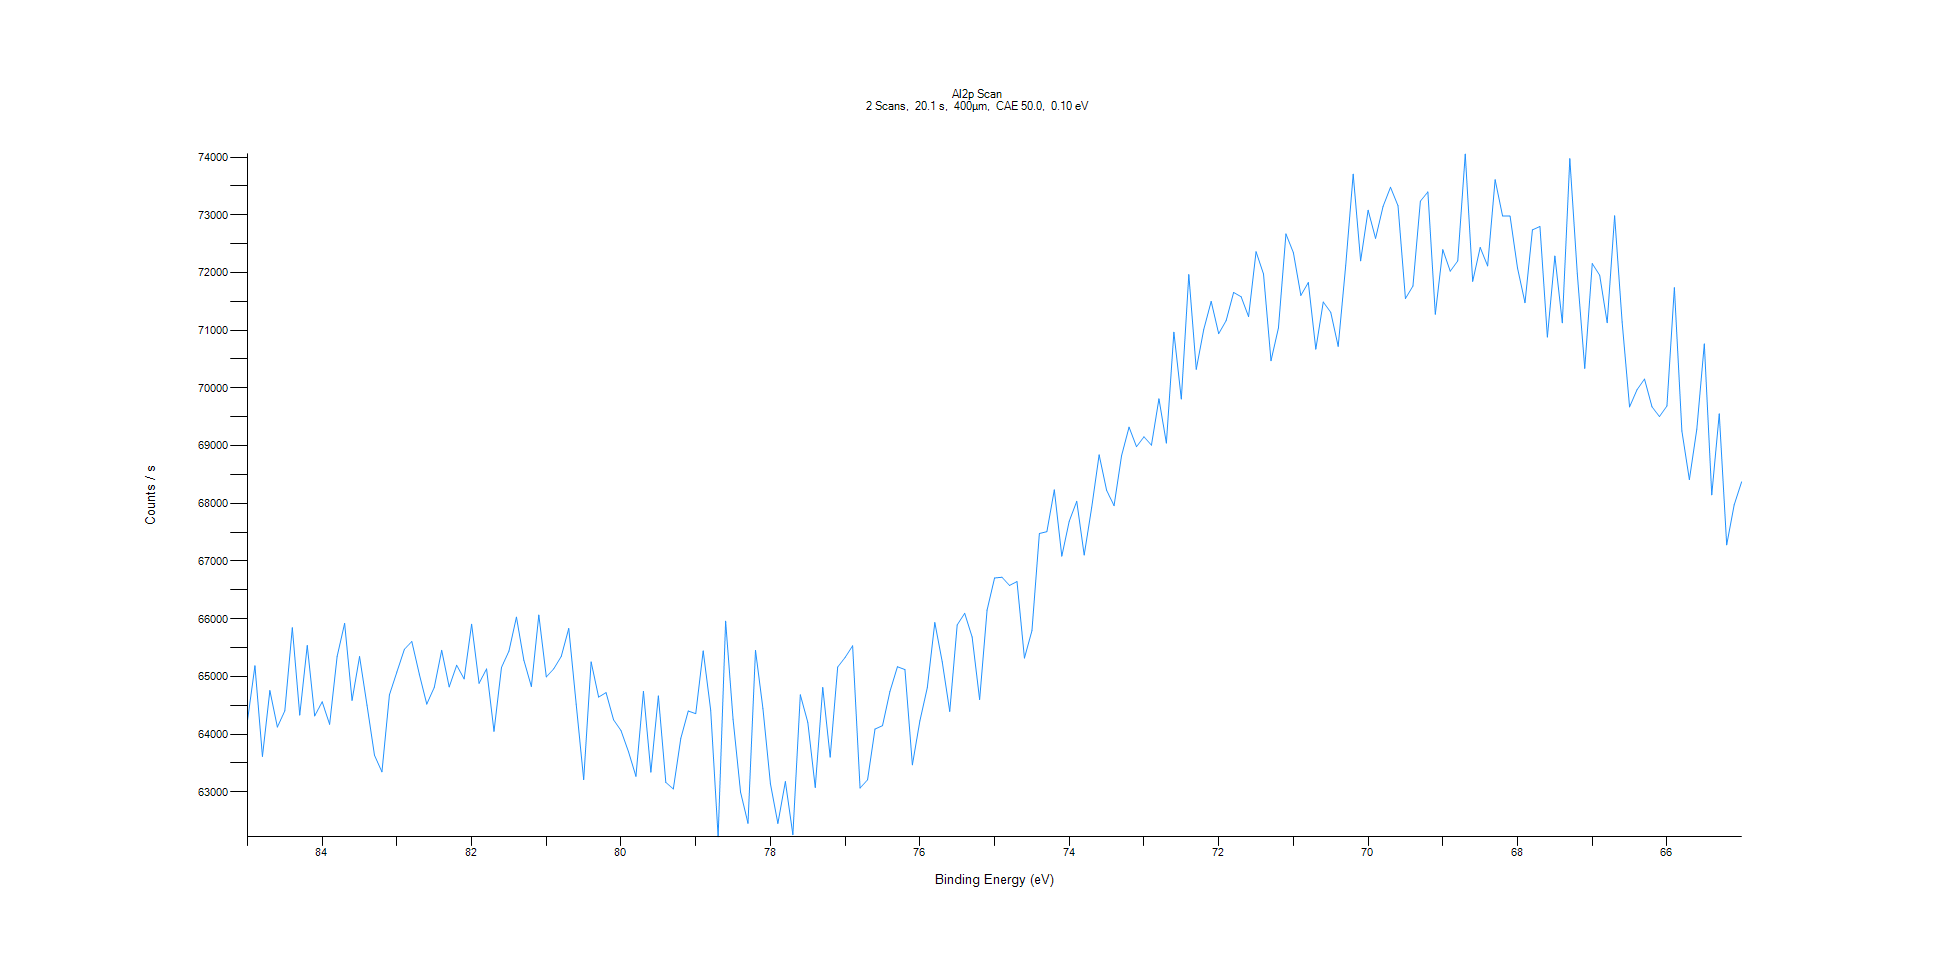 Al2p Scan
2 Scans, 20.1 s, 400µm, CAE 50.0, 0.10 eV
74000
73000
72000
71000
70000
69000
68000
67000
66000
65000
64000
63000
Counts / s
84 82 80 78 76 74 72 70 68 66
Binding Energy (eV)